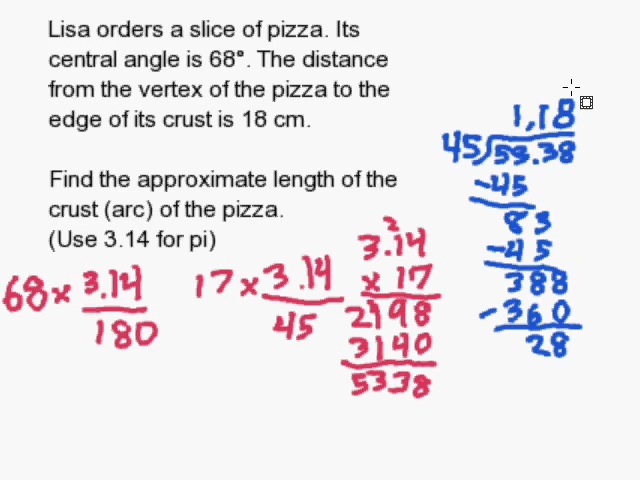 Lisa orders a slice of pizza. Its
central angle is 68°. The distance
from the vertex of the pizza to the
edge of its crust is 18 cm.
Find the approximate length of the
crust (arc) of the pizza.
(Use 3.14 for pi)
68 × 3.14
180
17 × 3.14
45
2
3.14
× 17
2198
3140
5338
1,18
45)53.38
-45
83
-45
388
-360
28